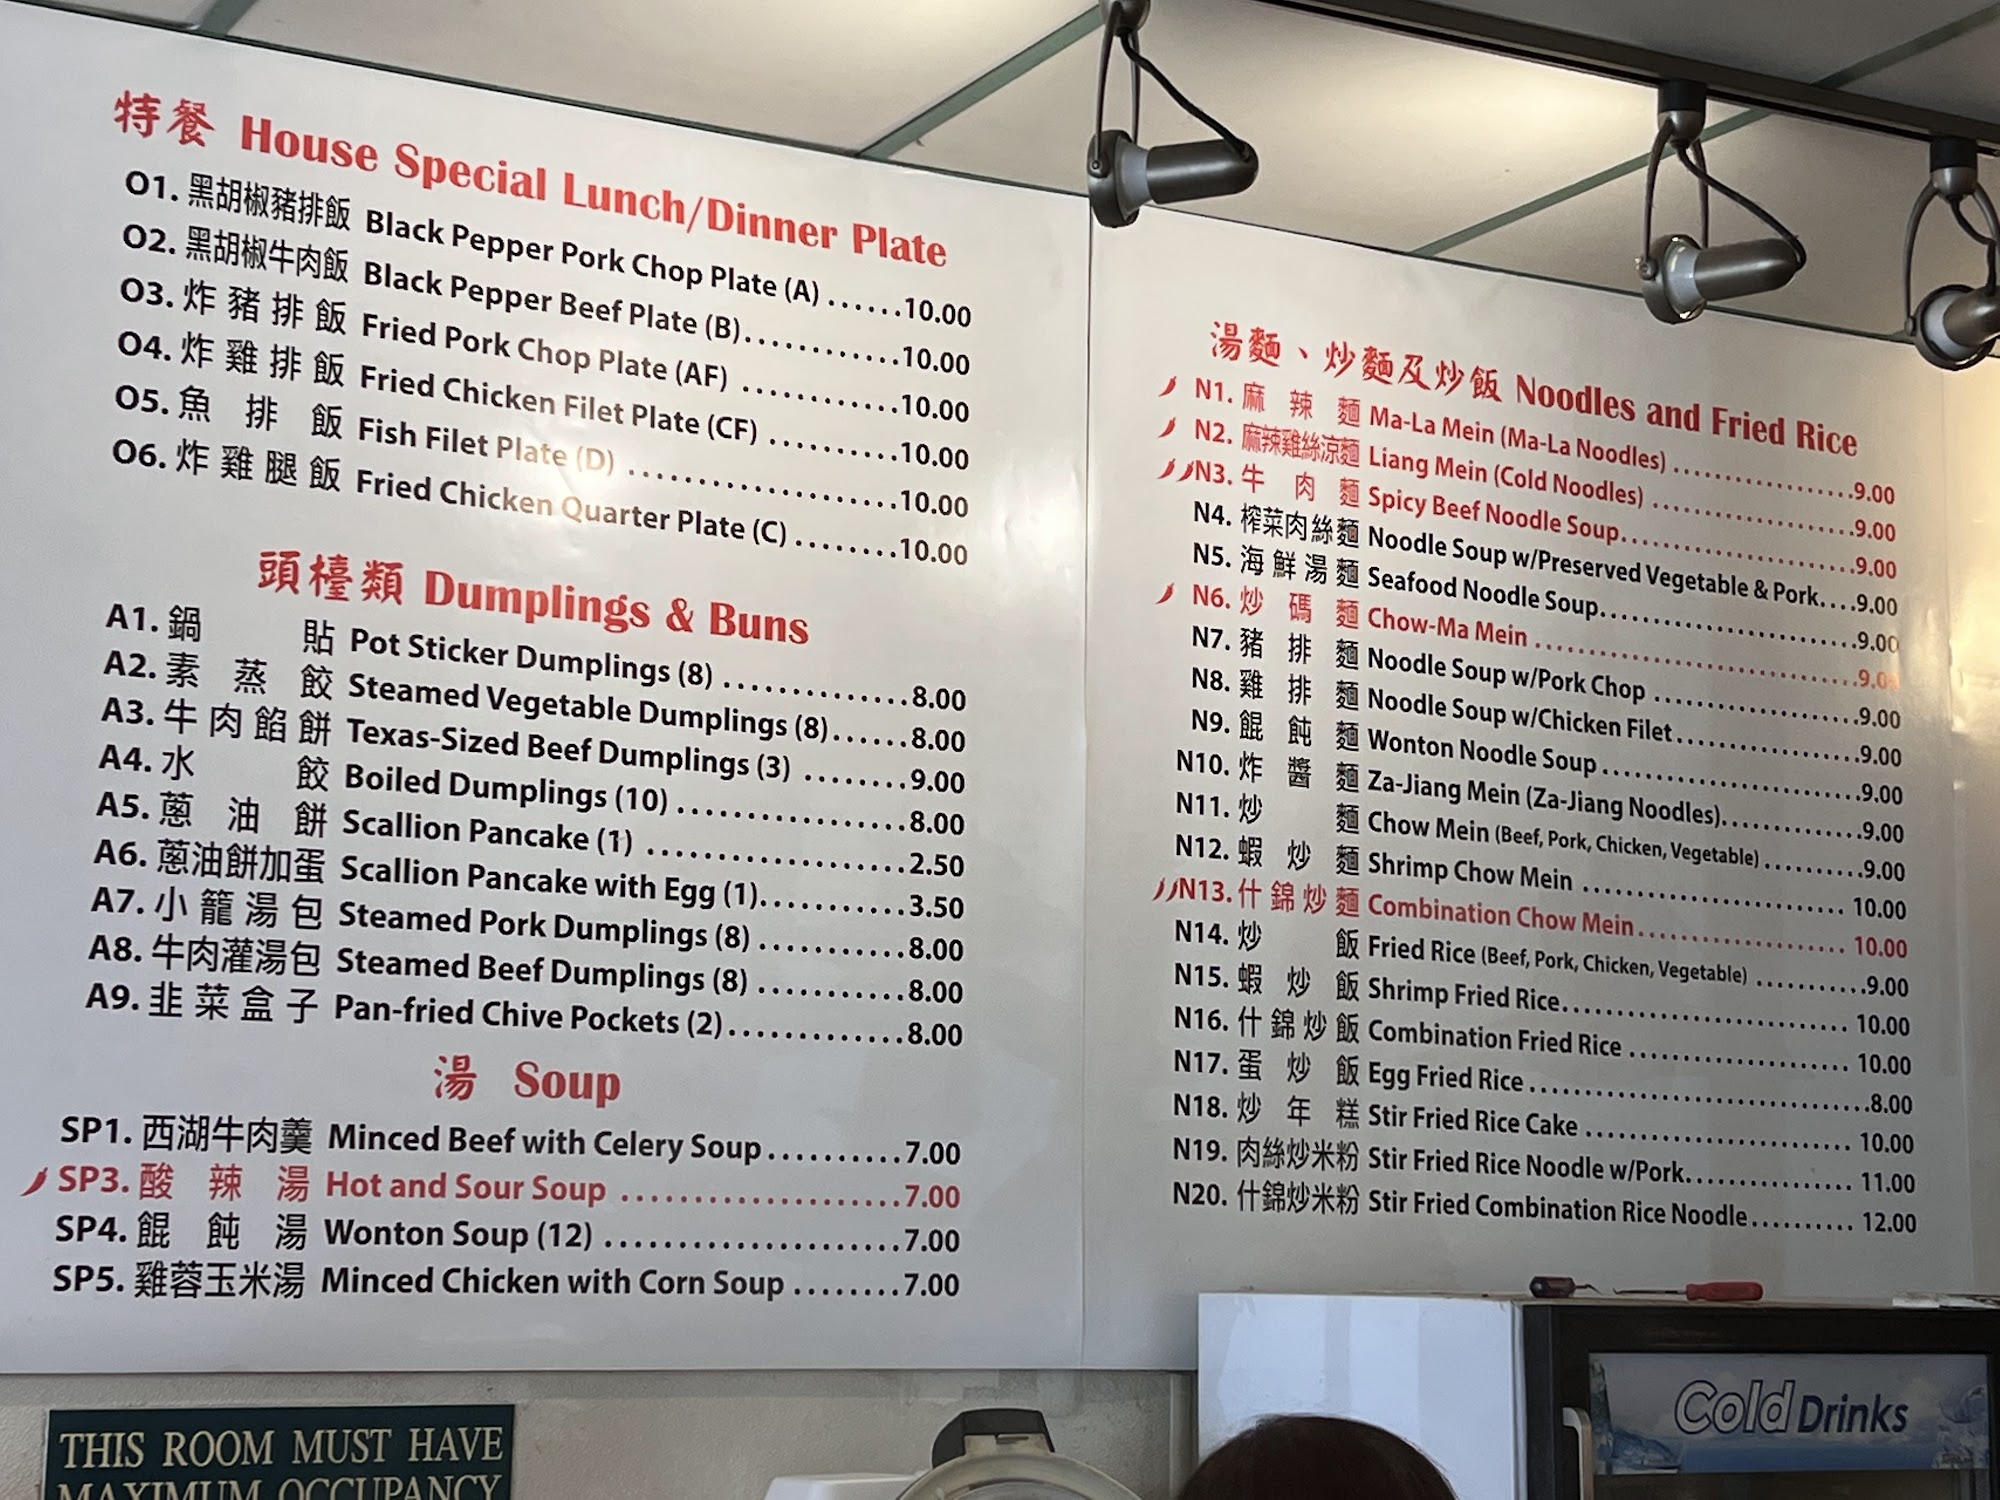 特餐 House Special Lunch/Dinner Plate
O1. 黑胡椒豬排飯 Black Pepper Pork Chop Plate (A) ......10.00
O2. 黑胡椒牛肉飯 Black Pepper Beef Plate (B)............10.00
O3. 炸豬排飯 Fried Pork Chop Plate (AF) ............10.00
O4. 炸雞排飯 Fried Chicken Filet Plate (CF) ..........10.00
O5. 魚排飯 Fish Filet Plate (D) .....................10.00
O6. 炸雞腿飯 Fried Chicken Quarter Plate (C) ........10.00
頭檯類 Dumplings & Buns
A1. 鍋貼 Pot Sticker Dumplings (8) ..............8.00
A2. 素蒸餃 Steamed Vegetable Dumplings (8)......8.00
A3. 牛肉餡餅 Texas-Sized Beef Dumplings (3) ........9.00
A4. 水餃 Boiled Dumplings (10) ..................8.00
A5. 蔥油餅 Scallion Pancake (1) ....................2.50
A6. 蔥油餅加蛋 Scallion Pancake with Egg (1)............3.50
A7. 小籠湯包 Steamed Pork Dumplings (8) ............8.00
A8. 牛肉灌湯包 Steamed Beef Dumplings (8) ............8.00
A9. 韭菜盒子 Pan-fried Chive Pockets (2)..............8.00
湯 Soup
SP1. 西湖牛肉羹 Minced Beef with Celery Soup..........7.00
SP3. 酸辣湯 Hot and Sour Soup .......................7.00
SP4. 餛飩湯 Wonton Soup (12) ........................7.00
SP5. 雞蓉玉米湯 Minced Chicken with Corn Soup ........7.00
湯麵、炒麵及炒飯 Noodles and Fried Rice
N1. 麻辣麵 Ma-La Mein (Ma-La Noodles) ................9.00
N2. 麻辣雞絲涼麵 Liang Mein (Cold Noodles) ..................9.00
N3. 牛肉麵 Spicy Beef Noodle Soup.....................9.00
N4. 榨菜肉絲麵 Noodle Soup w/Preserved Vegetable & Pork....9.00
N5. 海鮮湯麵 Seafood Noodle Soup.......................9.00
N6. 炒碼麵 Chow-Ma Mein .............................9.00
N7. 豬排麵 Noodle Soup w/Pork Chop ..................9.00
N8. 雞排麵 Noodle Soup w/Chicken Filet................9.00
N9. 餛飩麵 Wonton Noodle Soup .......................9.00
N10. 炸醬麵 Za-Jiang Mein (Za-Jiang Noodles).............9.00
N11. 炒麵 Chow Mein (Beef, Pork, Chicken, Vegetable) .........9.00
N12. 蝦炒麵 Shrimp Chow Mein ........................ 10.00
N13. 什錦炒麵 Combination Chow Mein................... 10.00
N14. 炒飯 Fried Rice (Beef, Pork, Chicken, Vegetable) ..........9.00
N15. 蝦炒飯 Shrimp Fried Rice.......................... 10.00
N16. 什錦炒飯 Combination Fried Rice .................... 10.00
N17. 蛋炒飯 Egg Fried Rice ..............................8.00
N18. 炒年糕 Stir Fried Rice Cake ........................ 10.00
N19. 肉絲炒米粉 Stir Fried Rice Noodle w/Pork............... 11.00
N20. 什錦炒米粉 Stir Fried Combination Rice Noodle.......... 12.00
Cold Drinks
THIS ROOM MUST HAVE
MAXIMUM OCCUPANCY